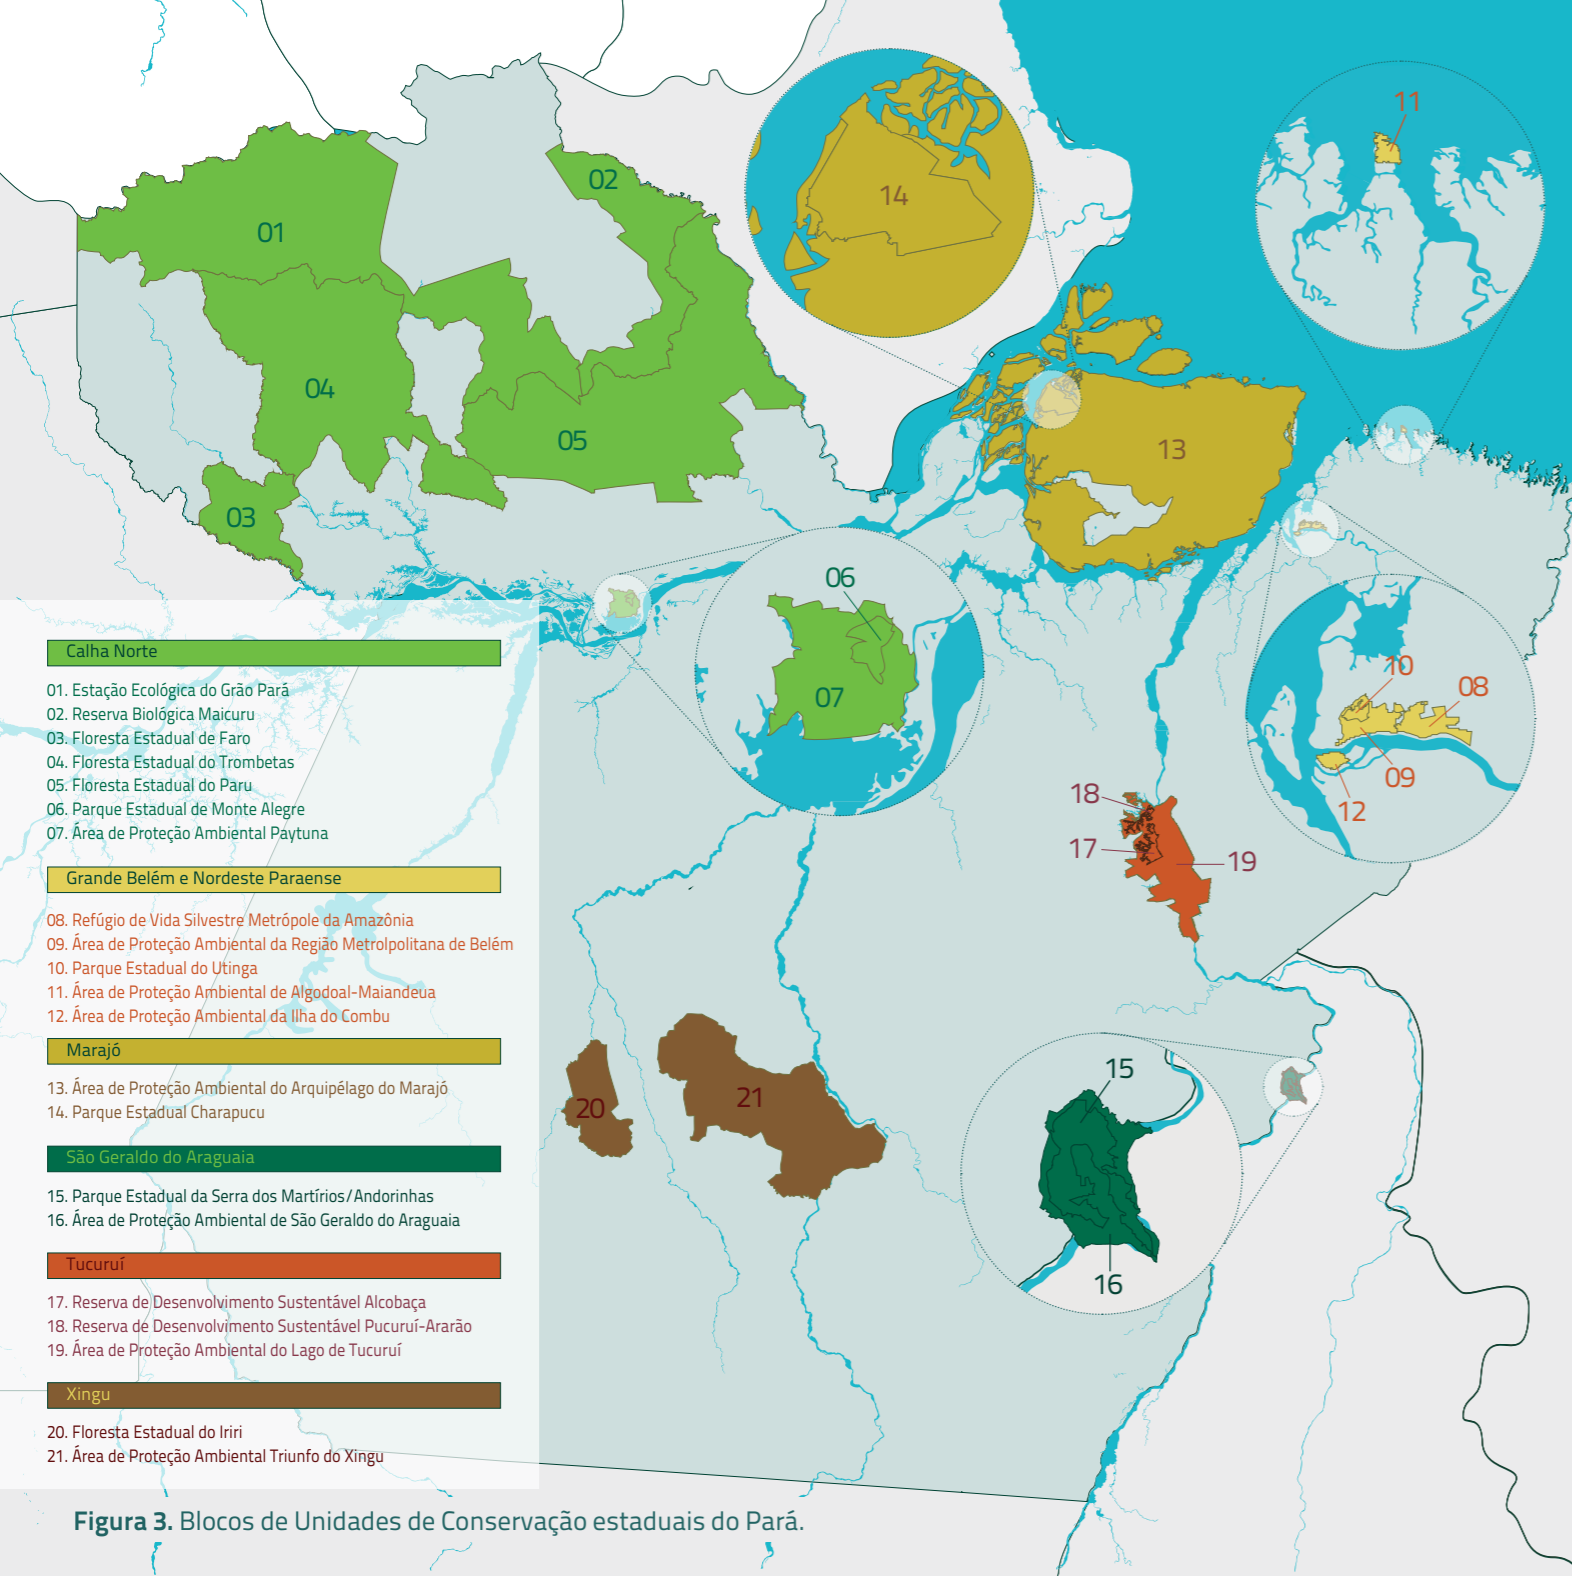 01
02
03
04
05
06
07
08
09
10
11
12
13
14
15
16
17
18
19
20
21
Calha Norte
01. Estação Ecológica do Grão Pará
02. Reserva Biológica Maicuru
03. Floresta Estadual de Faro
04. Floresta Estadual do Trombetas
05. Floresta Estadual do Paru
06. Parque Estadual de Monte Alegre
07. Área de Proteção Ambiental Paytuna
Grande Belém e Nordeste Paraense
08. Refúgio de Vida Silvestre Metrópole da Amazônia
09. Área de Proteção Ambiental da Região Metrolpolitana de Belém
10. Parque Estadual do Utinga
11. Área de Proteção Ambiental de Algodoal-Maiandeua
12. Área de Proteção Ambiental da Ilha do Combu
Marajó
13. Área de Proteção Ambiental do Arquipélago do Marajó
14. Parque Estadual Charapucu
São Geraldo do Araguaia
15. Parque Estadual da Serra dos Martírios/Andorinhas
16. Área de Proteção Ambiental de São Geraldo do Araguaia
Tucuruí
17. Reserva de Desenvolvimento Sustentável Alcobaça
18. Reserva de Desenvolvimento Sustentável Pucuruí-Ararão
19. Área de Proteção Ambiental do Lago de Tucuruí
Xingu
20. Floresta Estadual do Iriri
21. Área de Proteção Ambiental Triunfo do Xingu
Figura 3. Blocos de Unidades de Conservação estaduais do Pará.